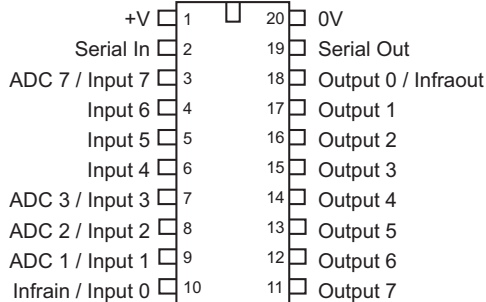 +V 1 20 0V
Serial In 2 19 Serial Out
ADC 7 / Input 7 3 18 Output 0 / Infraout
Input 6 4 17 Output 1
Input 5 5 16 Output 2
Input 4 6 15 Output 3
ADC 3 / Input 3 7 14 Output 4
ADC 2 / Input 2 8 13 Output 5
ADC 1 / Input 1 9 12 Output 6
Infrain / Input 0 10 11 Output 7